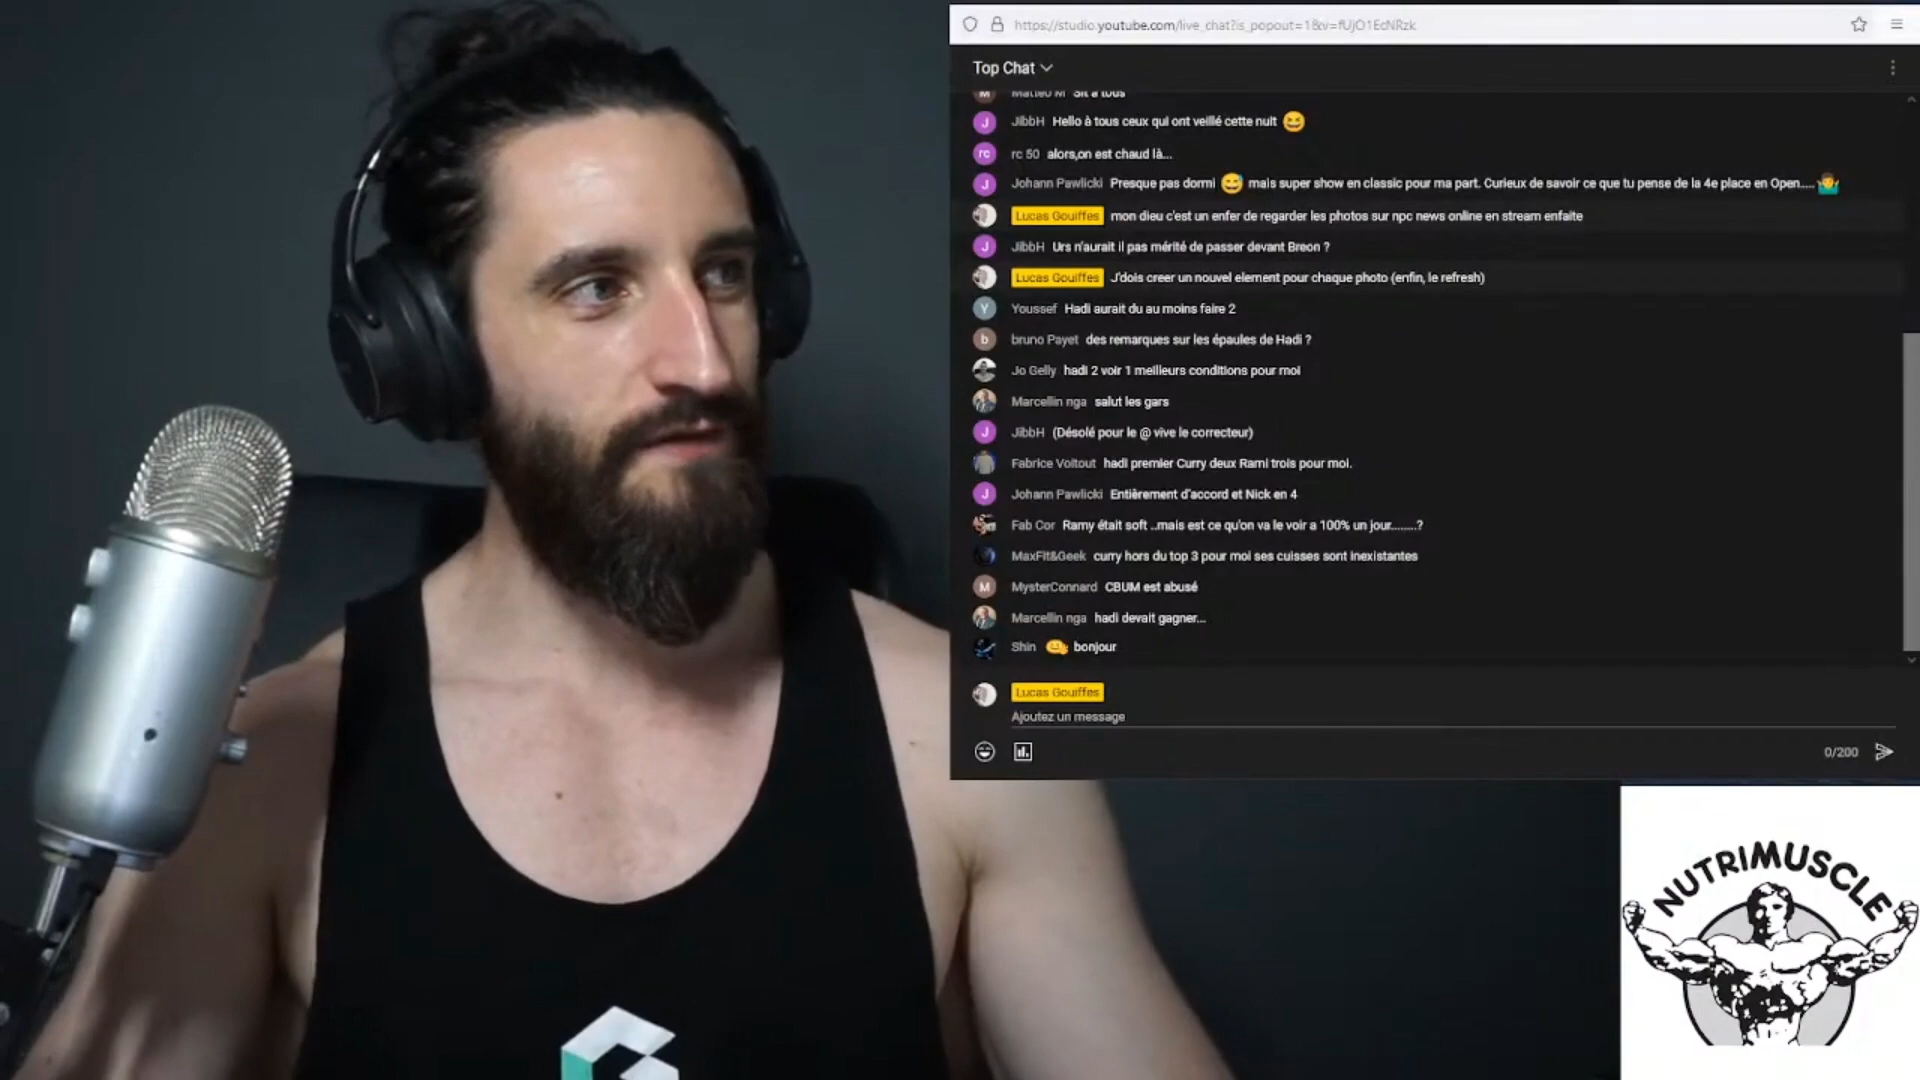 https://studio.youtube.com/live_chat?is_popout=1&v=fUjO1EcNRzk
Top Chat
Matteo M Slt a tous
J JibbH Hello à tous ceux qui ont veillé cette nuit
rc rc 50 alors,on est chaud là...
J Johann Pawlicki Presque pas dormi mais super show en classic pour ma part. Curieux de savoir ce que tu pense de la 4e place en Open....
Lucas Gouiffes mon dieu c'est un enfer de regarder les photos sur npc news online en stream enfaite
J JibbH Urs n'aurait il pas mérité de passer devant Breon ?
Lucas Gouiffes J'dois creer un nouvel element pour chaque photo (enfin, le refresh)
Y Youssef Hadi aurait du au moins faire 2
b bruno Payet des remarques sur les épaules de Hadi ?
Jo Gelly hadi 2 voir 1 meilleurs conditions pour moi
Marcellin nga salut les gars
J JibbH (Désolé pour le @ vive le correcteur)
Fabrice Voltout hadi premier Curry deux Rami trois pour moi.
J Johann Pawlicki Entièrement d'accord et Nick en 4
Fab Cor Ramy était soft ..mais est ce qu'on va le voir a 100% un jour........?
MaxFit&Geek curry hors du top 3 pour moi ses cuisses sont inexistantes
M MysterConnard CBUM est abusé
Marcellin nga hadi devait gagner...
Shin bonjour
Lucas Gouiffes
Ajoutez un message
0/200
NUTRIMUSCLE